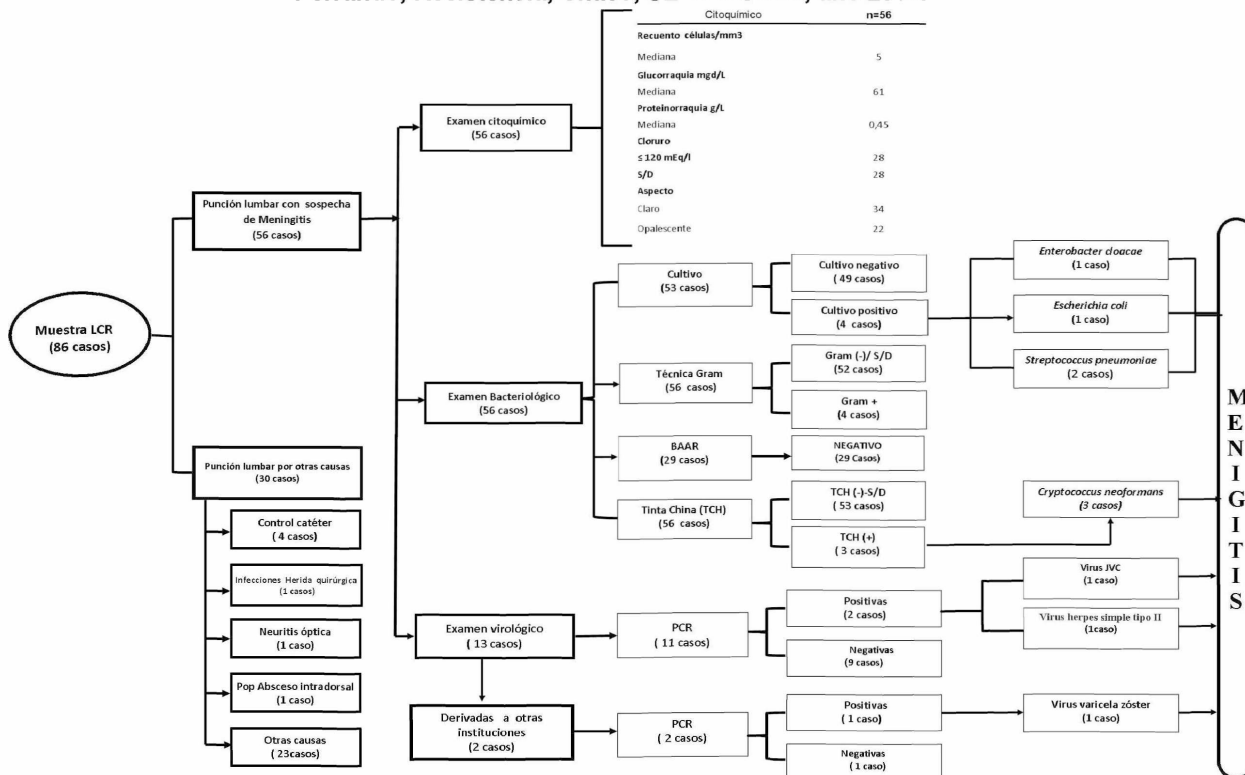 Citoquímico n=56
Recuento células/mm3
Mediana 5
Glucorraquia mgd/L
Mediana 61
Proteinorraquia g/L
Mediana 0,45
Cloruro
≤ 120 mEq/l 28
S/D 28
Aspecto
Claro 34
Opalescente 22
Examen citoquímico
(56 casos)
Punción lumbar con sospecha
de Meningitis
(56 casos)
Muestra LCR
(86 casos)
Punción lumbar por otras causas
(30 casos)
Control catéter
( 4 casos)
Infecciones Herida quirúrgica
(1 casos)
Neuritis óptica
(1 caso)
Pop Absceso intradorsal
(1 caso)
Otras causas
( 23casos)
Examen Bacteriológico
(56 casos)
Cultivo
(53 casos)
Cultivo negativo
( 49 casos)
Cultivo positivo
(4 casos)
Enterobacter cloacae
(1 caso)
Escherichia coli
(1 caso)
Streptococcus pneumoniae
(2 casos)
Técnica Gram
(56 casos)
Gram (-)/ S/D
(52 casos)
Gram +
(4 casos)
BAAR
(29 casos)
NEGATIVO
(29 Casos)
Tinta China (TCH)
(56 casos)
TCH (-)-S/D
( 53 casos)
TCH (+)
( 3 casos)
Cryptococcus neoformans
(3 casos)
Examen virológico
( 13 casos)
PCR
( 11 casos)
Positivas
(2 casos)
Negativas
(9 casos)
Virus JVC
(1 caso)
Virus herpes simple tipo II
(1caso)
Derivadas a otras
instituciones
(2 casos)
PCR
( 2 casos)
Positivas
( 1 caso)
Negativas
( 1 caso)
Virus varicela zóster
(1 caso)
MENIGITIS